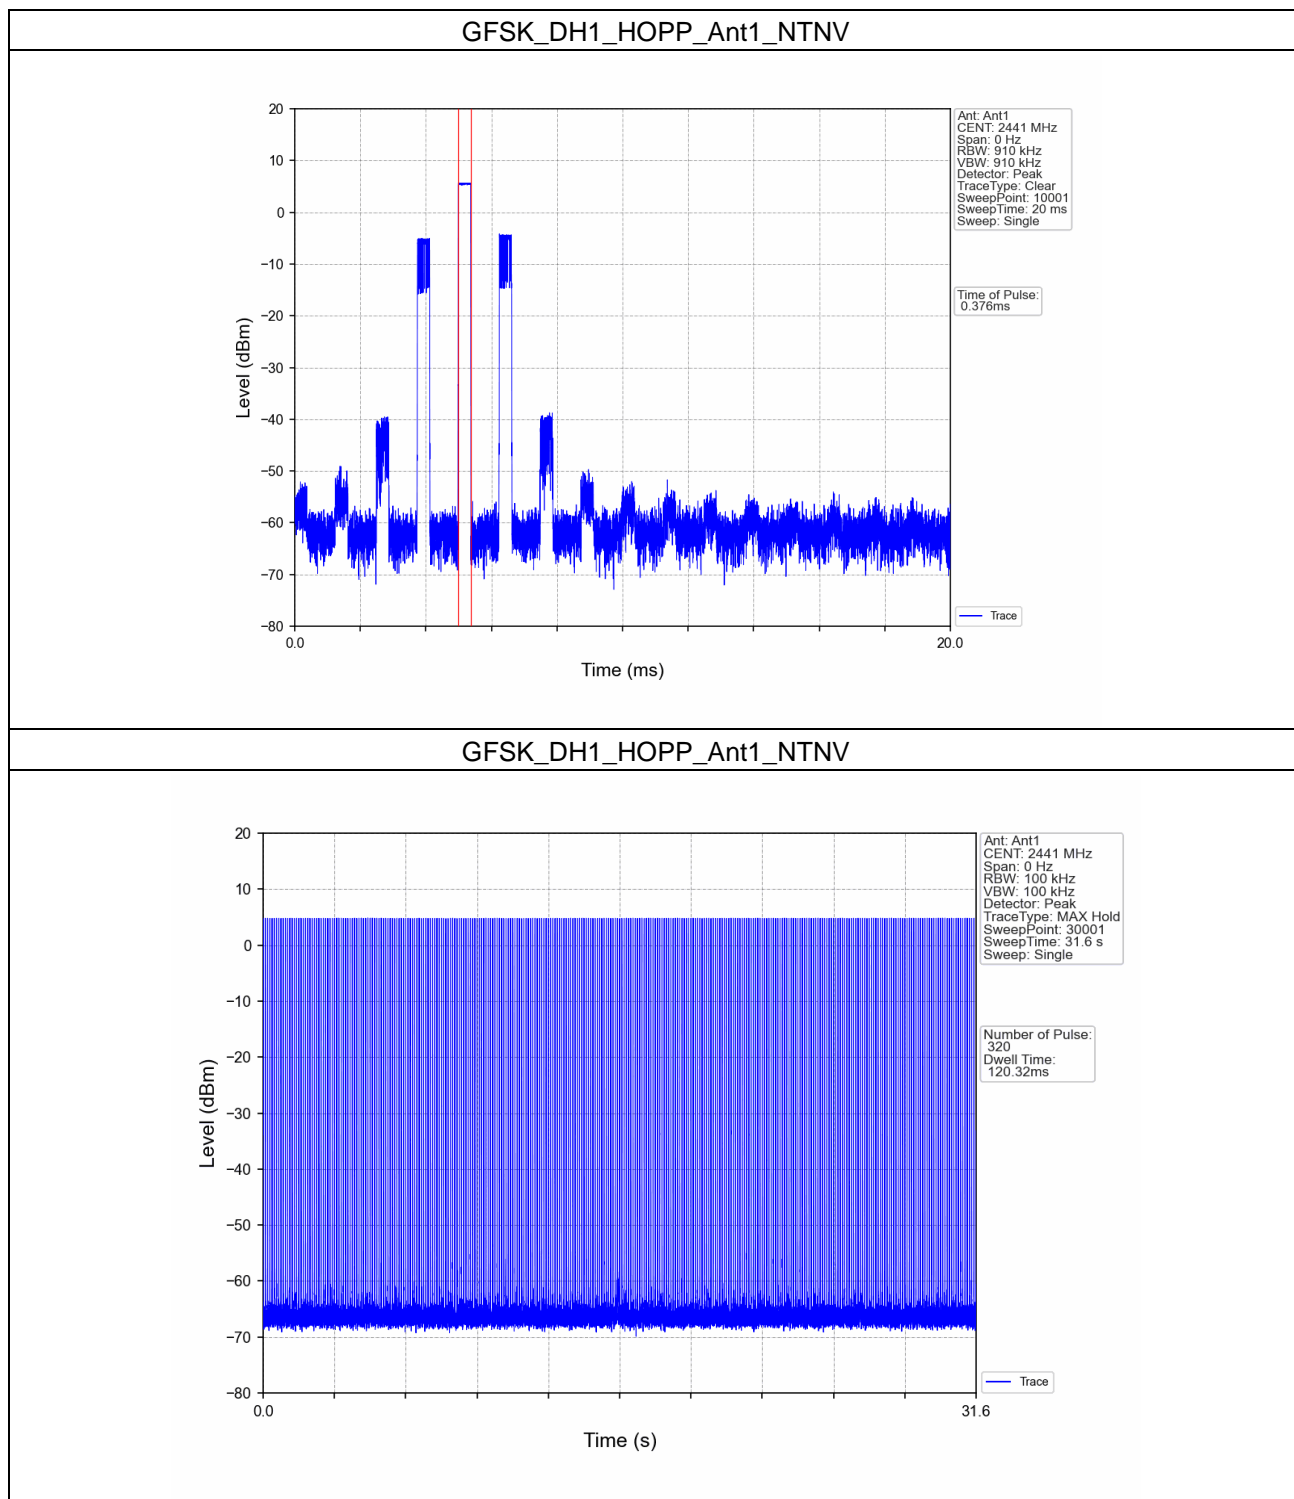 GFSK_DH1_HOPP_Ant1_NTNV
20
10
0
−10
−20
−30
−40
−50
−60
−70
−80
Level (dBm)
0.0
20.0
Time (ms)
Ant: Ant1
CENT: 2441 MHz
Span: 0 Hz
RBW: 910 kHz
VBW: 910 kHz
Detector: Peak
TraceType: Clear
SweepPoint: 10001
SweepTime: 20 ms
Sweep: Single
Time of Pulse:
0.376ms
Trace
GFSK_DH1_HOPP_Ant1_NTNV
20
10
0
−10
−20
−30
−40
−50
−60
−70
−80
Level (dBm)
0.0
31.6
Time (s)
Ant: Ant1
CENT: 2441 MHz
Span: 0 Hz
RBW: 100 kHz
VBW: 100 kHz
Detector: Peak
TraceType: MAX Hold
SweepPoint: 30001
SweepTime: 31.6 s
Sweep: Single
Number of Pulse:
320
Dwell Time:
120.32ms
Trace